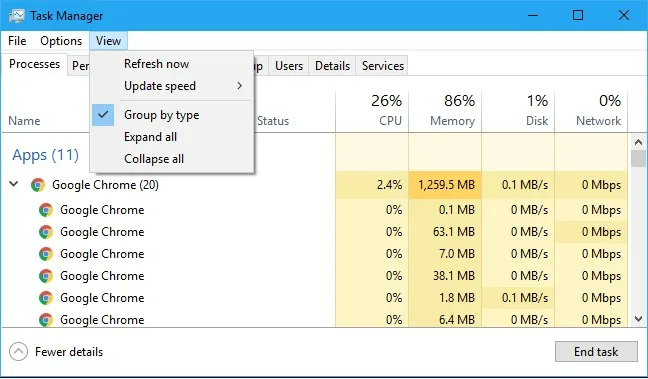 Task Manager
File Options View
Processes Users Details Services
Refresh now
Update speed
Group by type
Expand all
Collapse all
26% 86% 1% 0%
Name Status CPU Memory Disk Network
Apps (11)
Google Chrome (20) 2.4% 1,259.5 MB 0.1 MB/s 0 Mbps
Google Chrome 0% 0.1 MB 0 MB/s 0 Mbps
Google Chrome 0% 63.1 MB 0 MB/s 0 Mbps
Google Chrome 0% 7.0 MB 0 MB/s 0 Mbps
Google Chrome 0% 38.1 MB 0 MB/s 0 Mbps
Google Chrome 0% 1.8 MB 0.1 MB/s 0 Mbps
Google Chrome 0% 6.4 MB 0 MB/s 0 Mbps
Fewer details End task